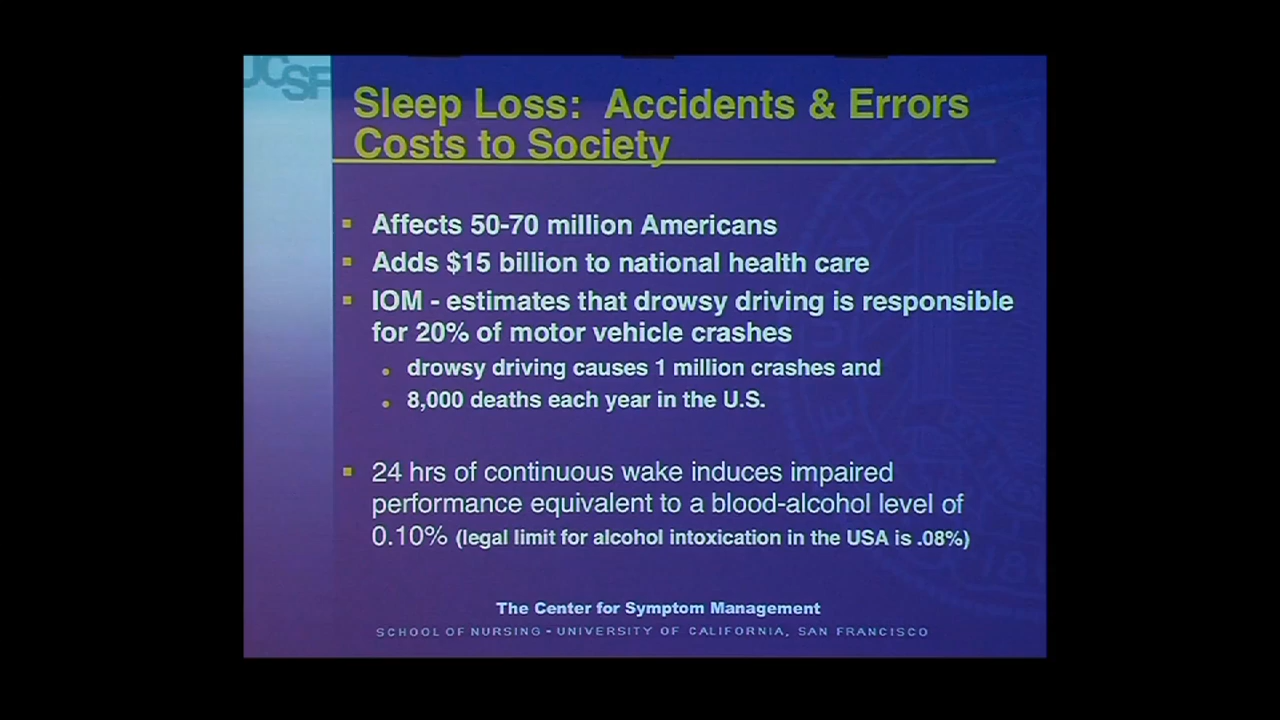 UCSF
Sleep Loss: Accidents & Errors
Costs to Society
Affects 50-70 million Americans
Adds $15 billion to national health care
IOM - estimates that drowsy driving is responsible
for 20% of motor vehicle crashes
drowsy driving causes 1 million crashes and
8,000 deaths each year in the U.S.
24 hrs of continuous wake induces impaired
performance equivalent to a blood-alcohol level of
0.10% (legal limit for alcohol intoxication in the USA is .08%)
The Center for Symptom Management
SCHOOL OF NURSING - UNIVERSITY OF CALIFORNIA, SAN FRANCISCO